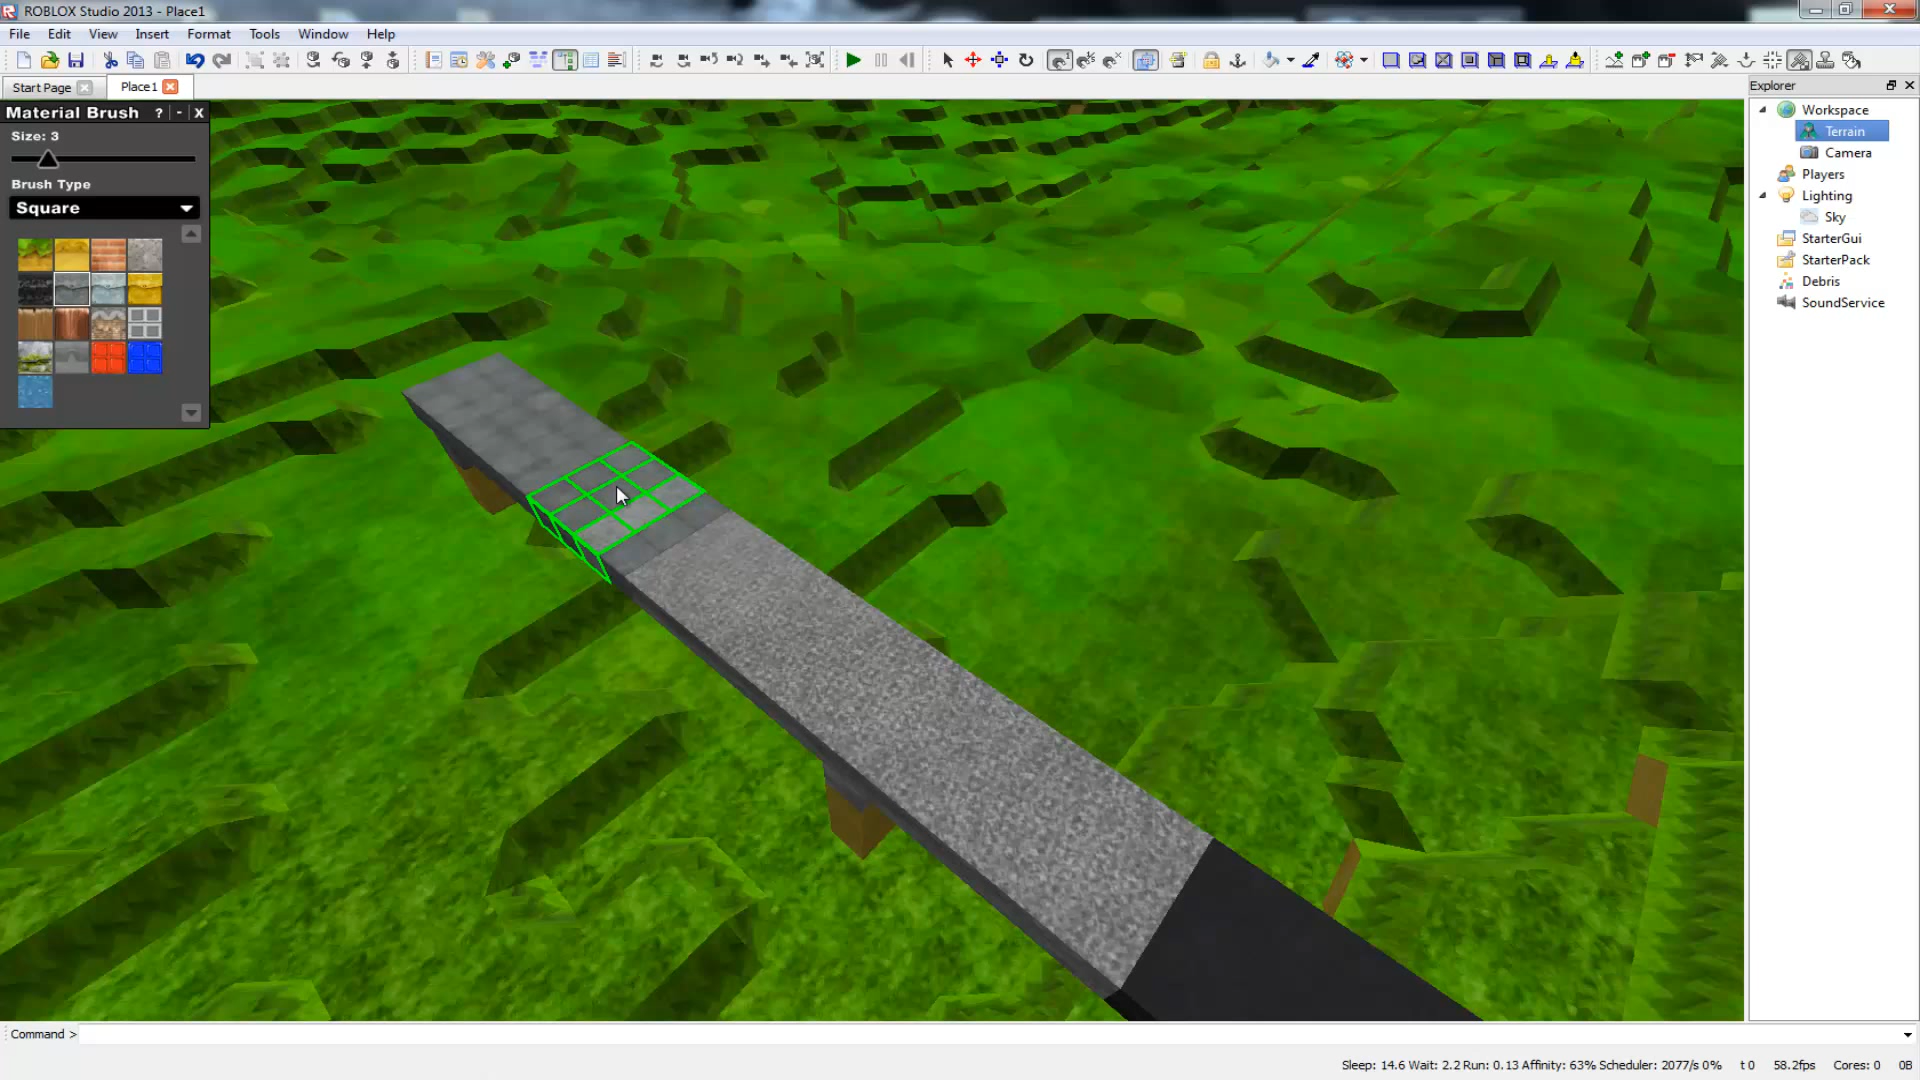 ROBLOX Studio 2013 - Place1
File Edit View Insert Format Tools Window Help
Start Page Place1
Material Brush ? - X
Size: 3
Brush Type
Square
Explorer
Workspace
Terrain
Camera
Players
Lighting
Sky
StarterGui
StarterPack
Debris
SoundService
Command >
Sleep: 14.6 Wait: 2.2 Run: 0.13 Affinity: 63% Scheduler: 2077/s 0% t 0 58.2fps Cores: 0 0B